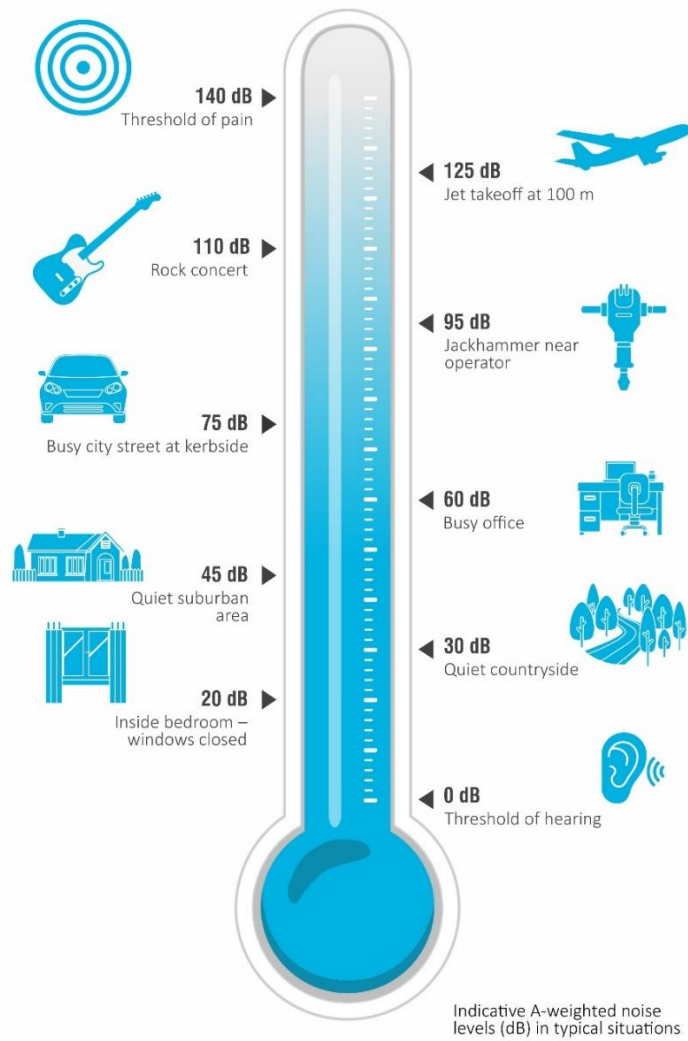 140 dB
Threshold of pain
125 dB
Jet takeoff at 100 m
110 dB
Rock concert
95 dB
Jackhammer near
operator
75 dB
Busy city street at kerbside
60 dB
Busy office
45 dB
Quiet suburban
area
30 dB
Quiet countryside
20 dB
Inside bedroom –
windows closed
0 dB
Threshold of hearing
Indicative A-weighted noise
levels (dB) in typical situations